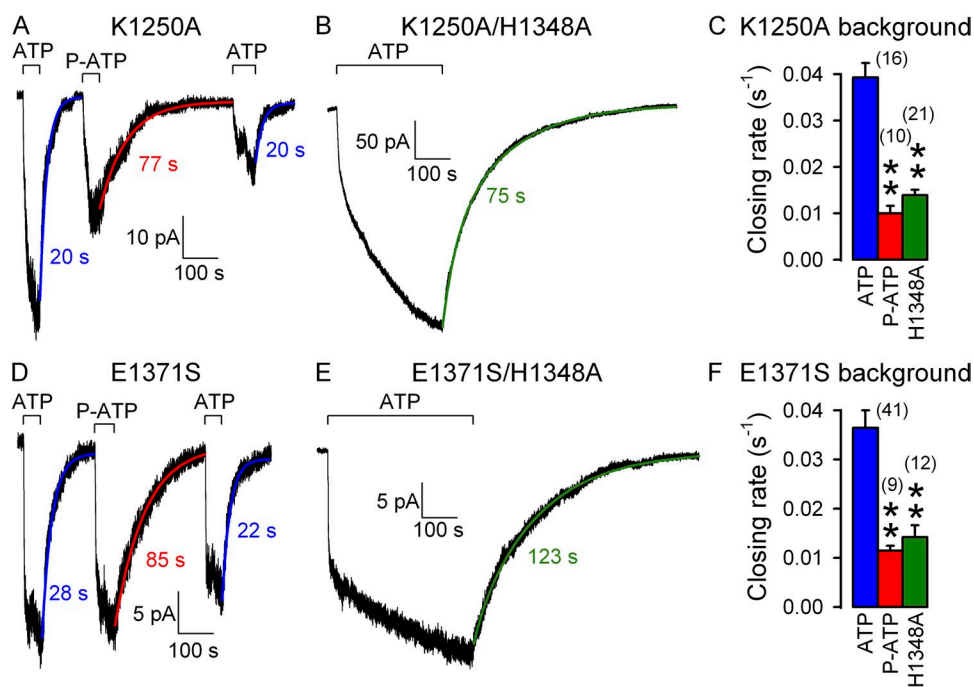 A K1250A
ATP P-ATP ATP
20 s
77 s
20 s
10 pA
100 s
B K1250A/H1348A
ATP
50 pA
100 s
75 s
C K1250A background
Closing rate (s-1)
0.04
0.03
0.02
0.01
0.00
(16)
(10)
(21)
**
**
ATP
P-ATP
H1348A
D E1371S
ATP P-ATP ATP
28 s
85 s
22 s
5 pA
100 s
E E1371S/H1348A
ATP
5 pA
100 s
123 s
F E1371S background
Closing rate (s-1)
0.04
0.03
0.02
0.01
0.00
(41)
(9)
(12)
**
**
ATP
P-ATP
H1348A